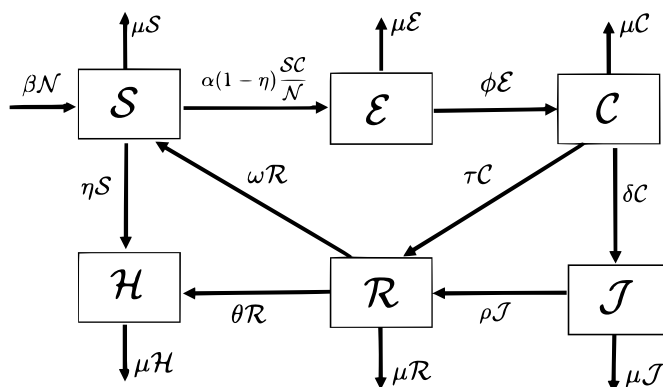 μ𝒮
μℰ
μ𝒞
β𝒩
α(1 − η) 𝒮𝒞/𝒩
ϕℰ
𝒮
ℰ
𝒞
η𝒮
ω𝓡
τ𝒞
δ𝒞
ℋ
𝓡
𝒥
θ𝓡
ρ𝒥
μℋ
μ𝓡
μ𝒥